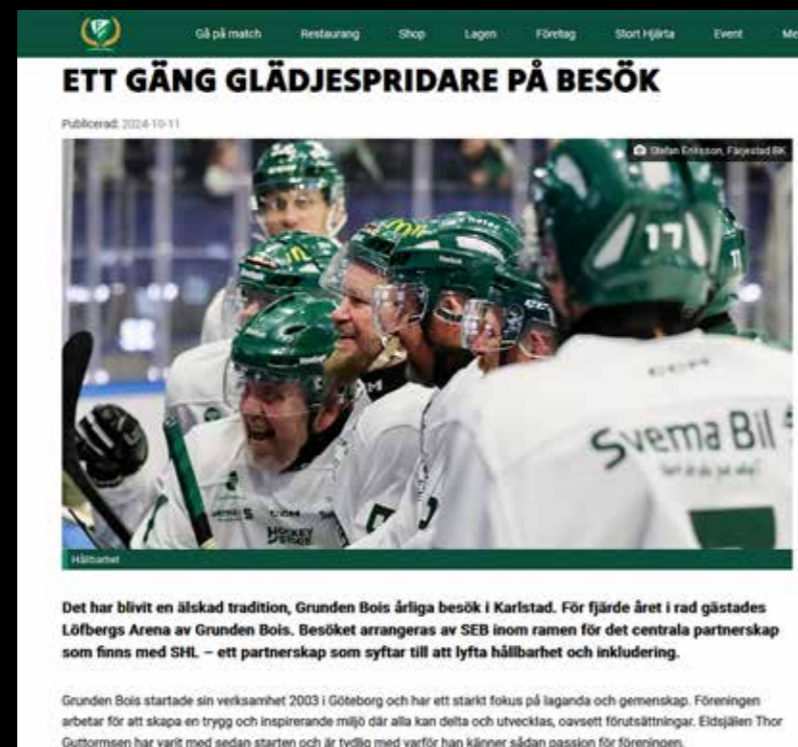 Gå på match Restaurang Shop Lagen Företag Stort Hjärta Event Me
ETT GÄNG GLÄDJESPRIDARE PÅ BESÖK
Publicerad: 2024-10-11
Stefan Eriksson, Färjestad BK
17
CCM
Svema Bil
HOCKEY
Hållbarhet
Det har blivit en älskad tradition, Grunden Bois årliga besök i Karlstad. För fjärde året i rad gästades
Löfbergs Arena av Grunden Bois. Besöket arrangeras av SEB inom ramen för det centrala partnerskap
som finns med SHL – ett partnerskap som syftar till att lyfta hållbarhet och inkludering.
Grunden Bois startade sin verksamhet 2003 i Göteborg och har ett starkt fokus på laganda och gemenskap. Föreningen
arbetar för att skapa en trygg och inspirerande miljö där alla kan delta och utvecklas, oavsett förutsättningar. Eldsjälen Thor
Guttormsen har varit med sedan starten och är tydlig med varför han känner sådan passion för föreningen.